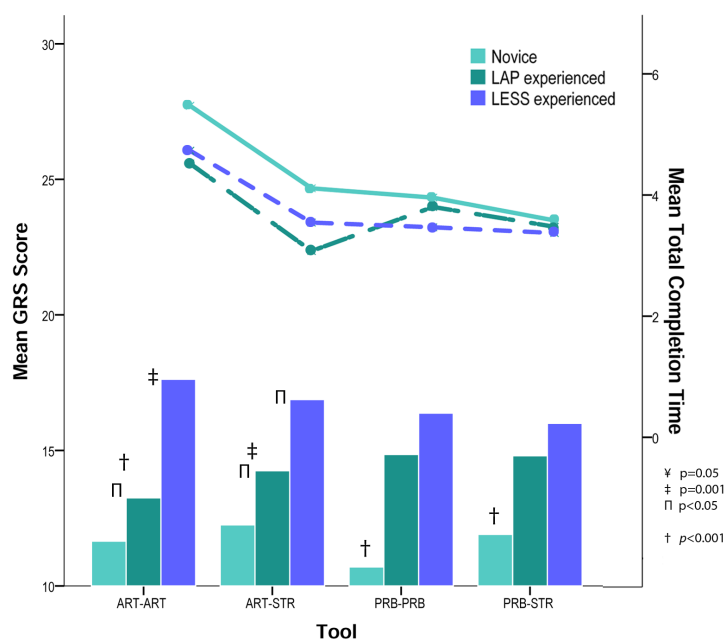 Novice
LAP experienced
LESS experienced
Mean GRS Score
30
25
20
15
10
Mean Total Completion Time
6
4
2
0
‡
†
Π
Π
‡
Π
†
†
¥ p=0.05
‡ p=0.001
Π p<0.05
† p<0.001
ART-ART
ART-STR
PRB-PRB
PRB-STR
Tool